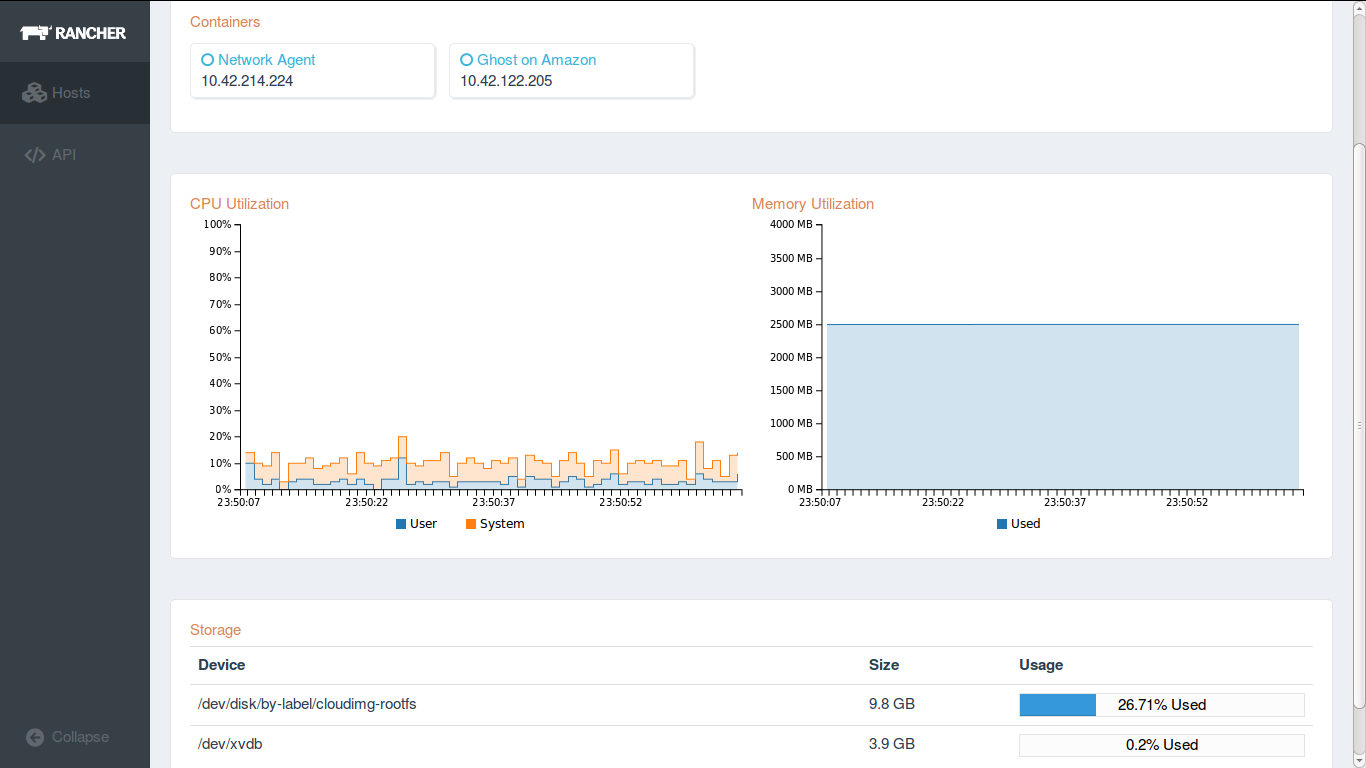 RANCHER
Hosts
API
Collapse
Containers
Network Agent
10.42.214.224
Ghost on Amazon
10.42.122.205
CPU Utilization
100%
90%
80%
70%
60%
50%
40%
30%
20%
10%
0%
23:50:07 23:50:22 23:50:37 23:50:52
User System
Memory Utilization
4000 MB
3500 MB
3000 MB
2500 MB
2000 MB
1500 MB
1000 MB
500 MB
0 MB
23:50:07 23:50:22 23:50:37 23:50:52
Used
Storage
Device Size Usage
/dev/disk/by-label/cloudimg-rootfs 9.8 GB 26.71% Used
/dev/xvdb 3.9 GB 0.2% Used